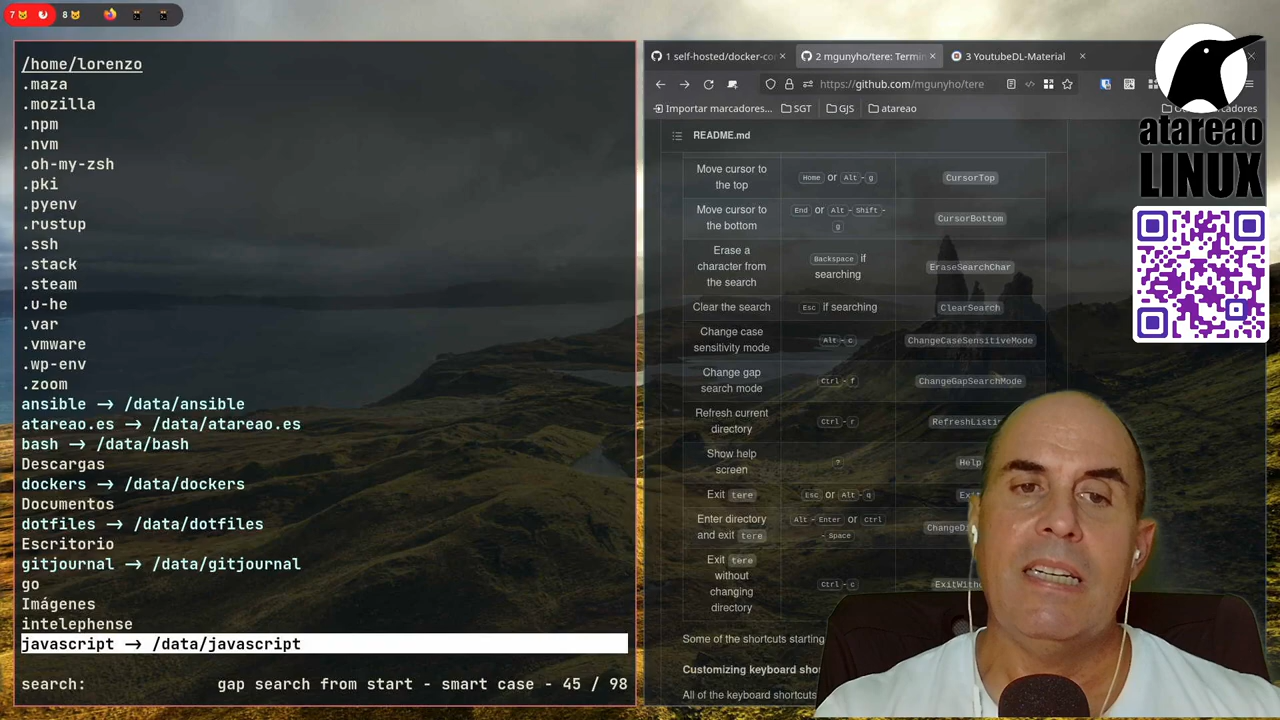 7
8
/home/lorenzo
.maza
.mozilla
.npm
.nvm
.oh-my-zsh
.pki
.pyenv
.rustup
.ssh
.stack
.steam
.u-he
.var
.vmware
.wp-env
.zoom
ansible → /data/ansible
atareao.es → /data/atareao.es
bash → /data/bash
Descargas
dockers → /data/dockers
Documentos
dotfiles → /data/dotfiles
Escritorio
gitjournal → /data/gitjournal
go
Imágenes
intelephense
javascript → /data/javascript
search: gap search from start - smart case - 45 / 98
1 self-hosted/docker-co
2 mgunyho/tere: Termin
3 YoutubeDL-Material
https://github.com/mgunyho/tere
Importar marcadores...
SGT
GJS
atareao
README.md
Move cursor to the top
Home or Alt-g
CursorTop
Move cursor to the bottom
End or Alt-Shift-g
CursorBottom
Erase a character from the search
Backspace if searching
EraseSearchChar
Clear the search
Esc if searching
ClearSearch
Change case sensitivity mode
Alt-c
ChangeCaseSensitiveMode
Change gap search mode
Ctrl-f
ChangeGapSearchMode
Refresh current directory
Ctrl-r
RefreshListi
Show help screen
?
Help
Exit tere
Esc or Alt-q
Exit
Enter directory and exit tere
Alt-Enter or Ctrl-Space
ChangeD
Exit tere without changing directory
Ctrl-c
ExitWith
Some of the shortcuts starting
Customizing keyboard shor
All of the keyboard shortcuts
atareao
LINUX